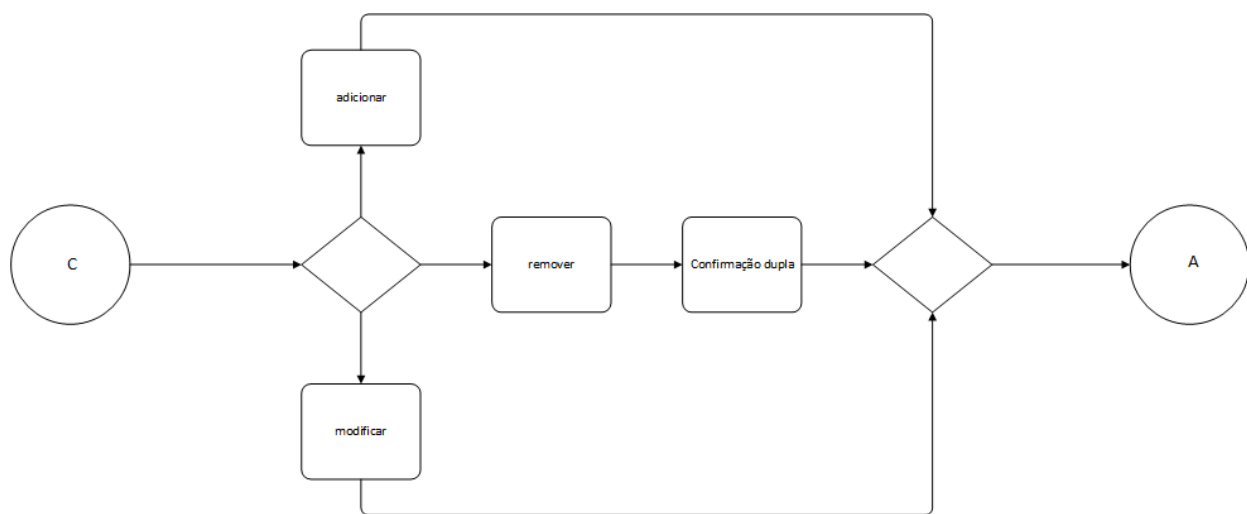 adicionar
C
remover
Confirmação dupla
A
modificar